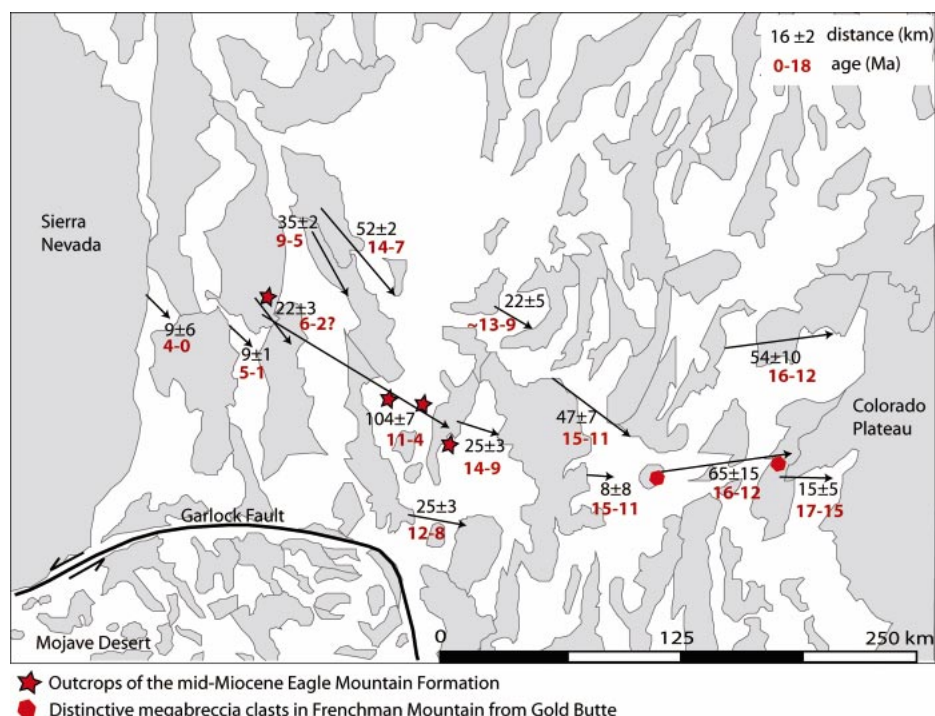 16 ±2 distance (km)
0-18 age (Ma)
Sierra
Nevada
35±2
9-5
52±2
14-7
22±3
6-2?
9±6
4-0
9±1
5-1
22±5
~13-9
54±10
16-12
104±7
11-4
25±3
14-9
47±7
15-11
Colorado
Plateau
8±8
15-11
65±15
16-12
15±5
17-15
25±3
12-8
Garlock Fault
Mojave Desert
0 125 250 km
Outcrops of the mid-Miocene Eagle Mountain Formation
Distinctive megabreccia clasts in Frenchman Mountain from Gold Butte